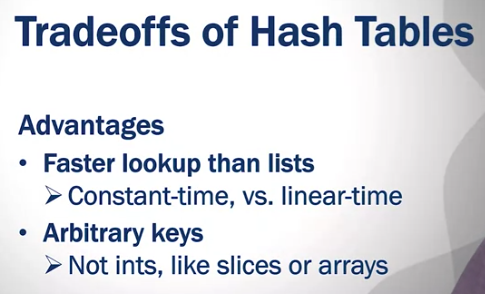 Tradeoffs of Hash Tables
Advantages
• Faster lookup than lists
➢ Constant-time, vs. linear-time
• Arbitrary keys
➢ Not ints, like slices or arrays